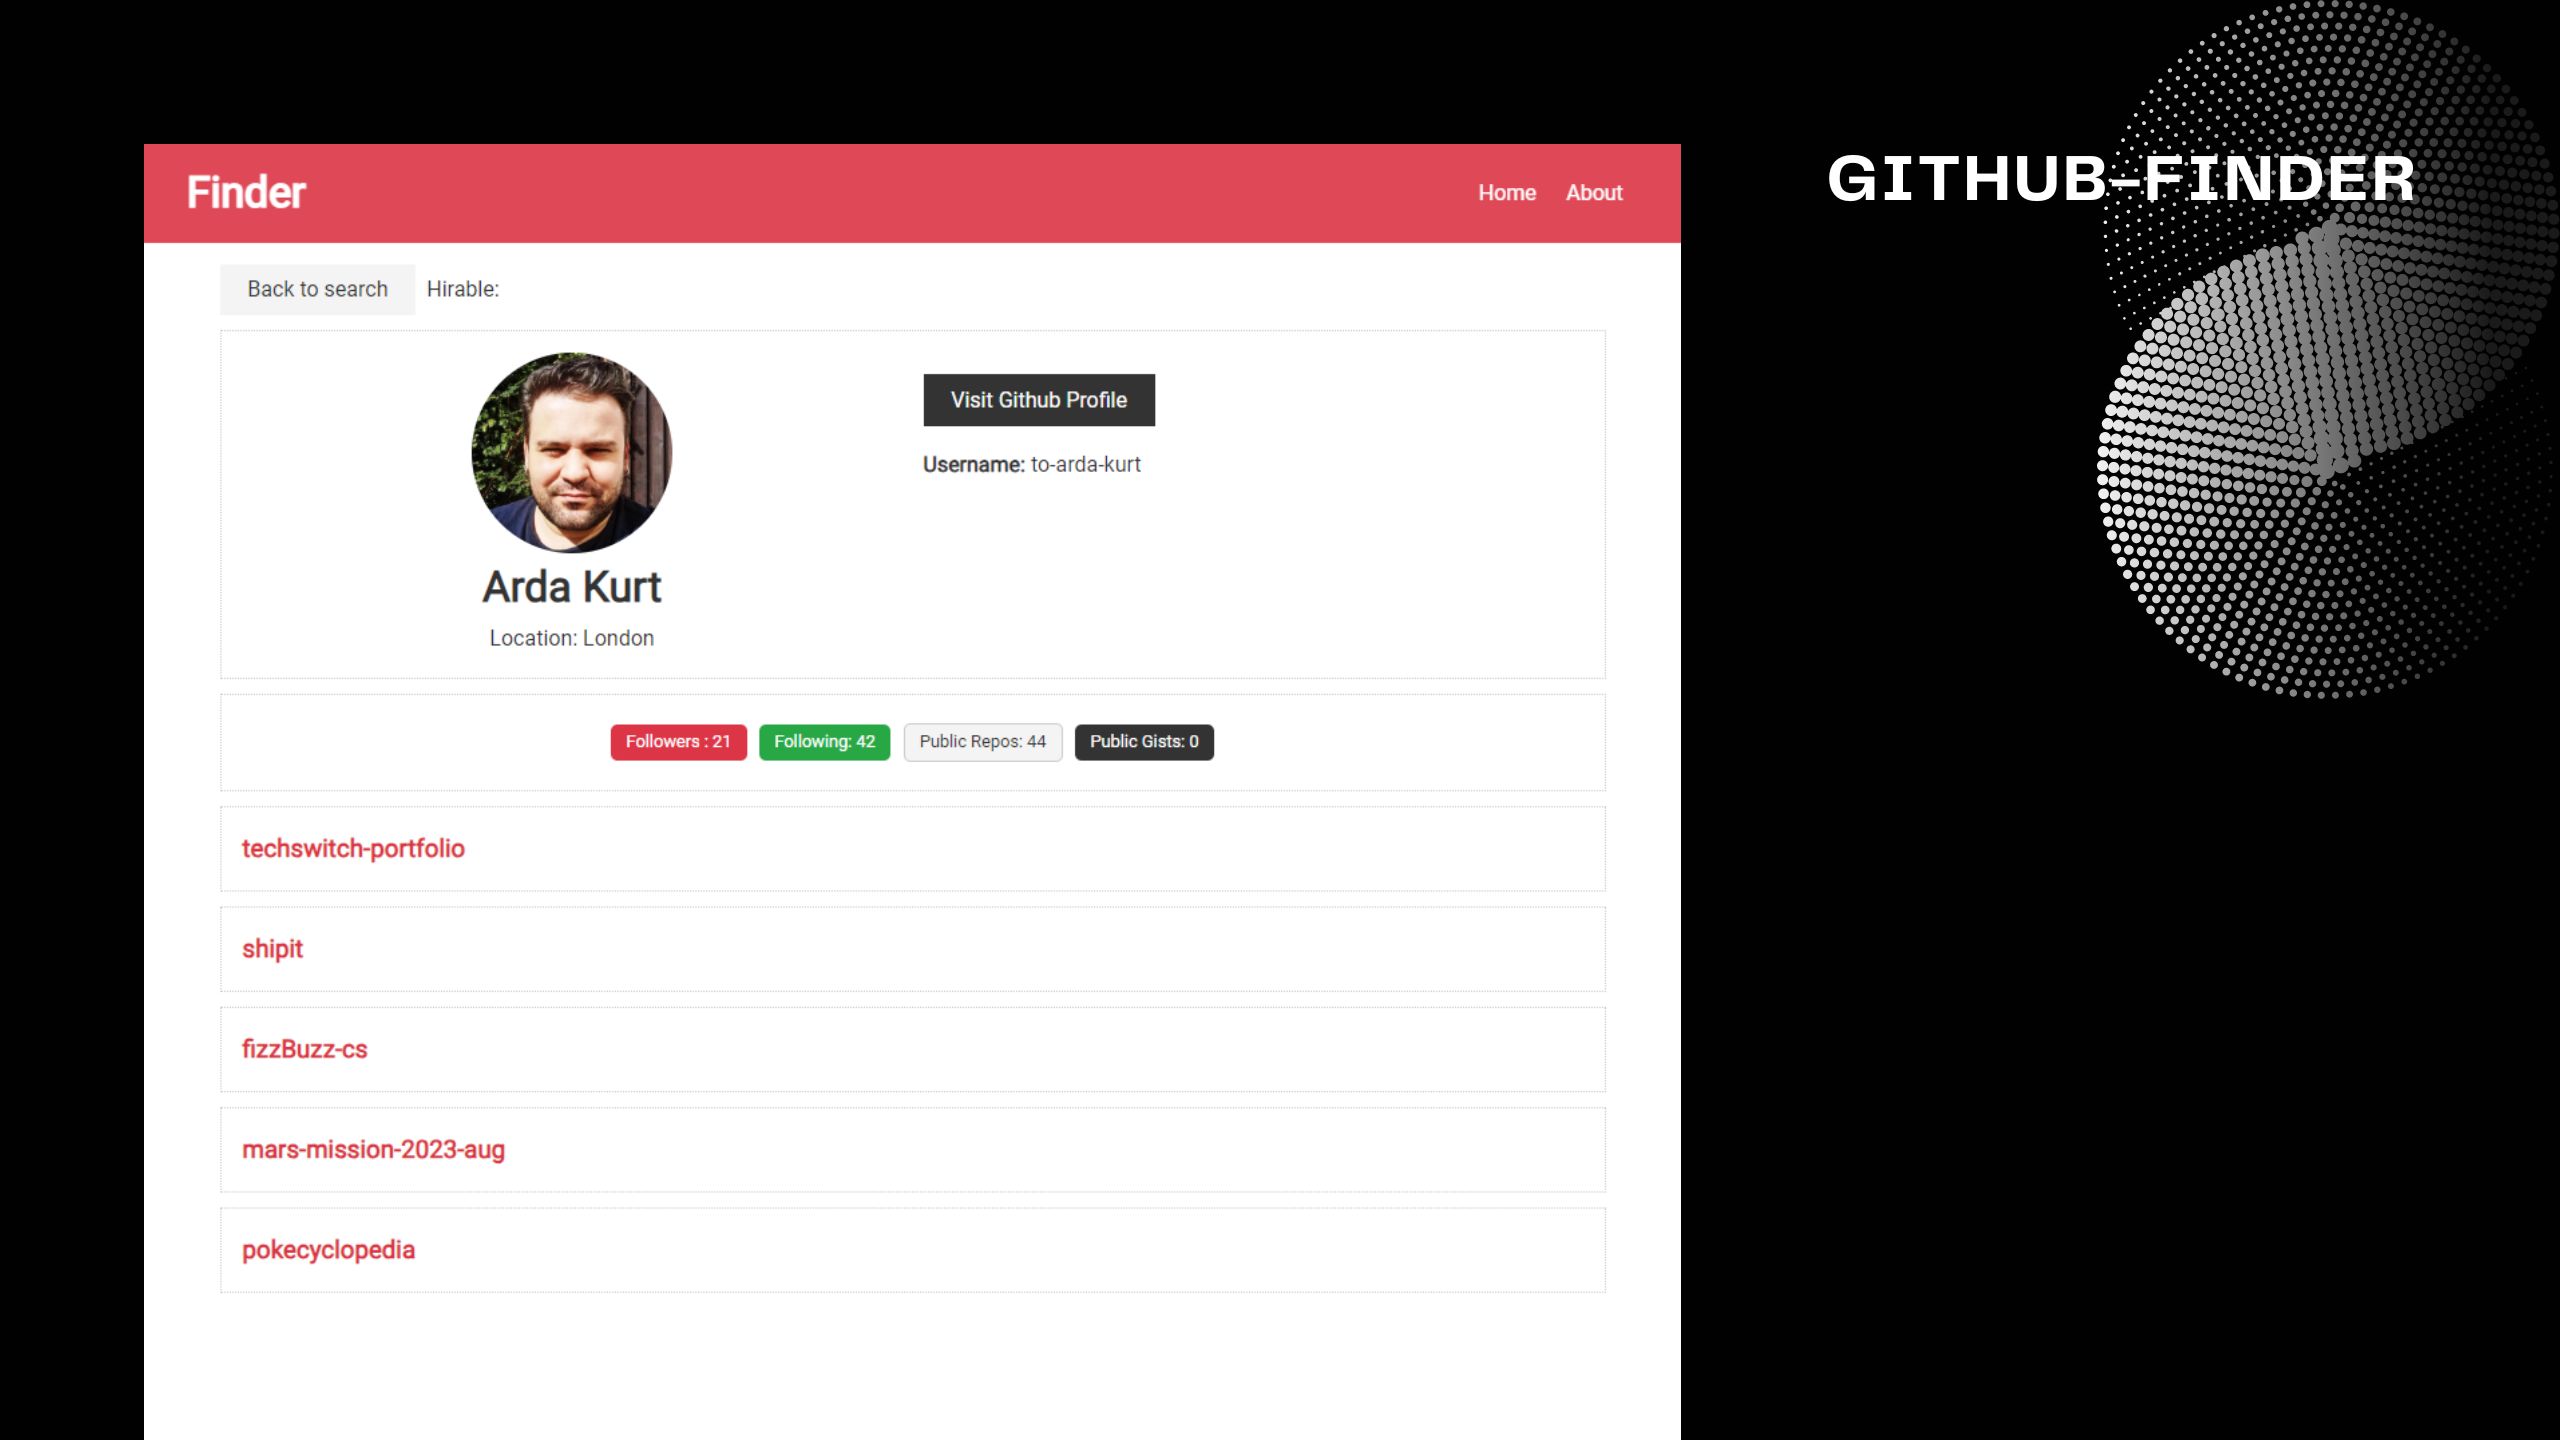 Finder
Home About
GITHUB-FINDER
Back to search Hirable:
Visit Github Profile
Username: to-arda-kurt
Arda Kurt
Location: London
Followers : 21 Following: 42 Public Repos: 44 Public Gists: 0
techswitch-portfolio
shipit
fizzBuzz-cs
mars-mission-2023-aug
pokecyclopedia